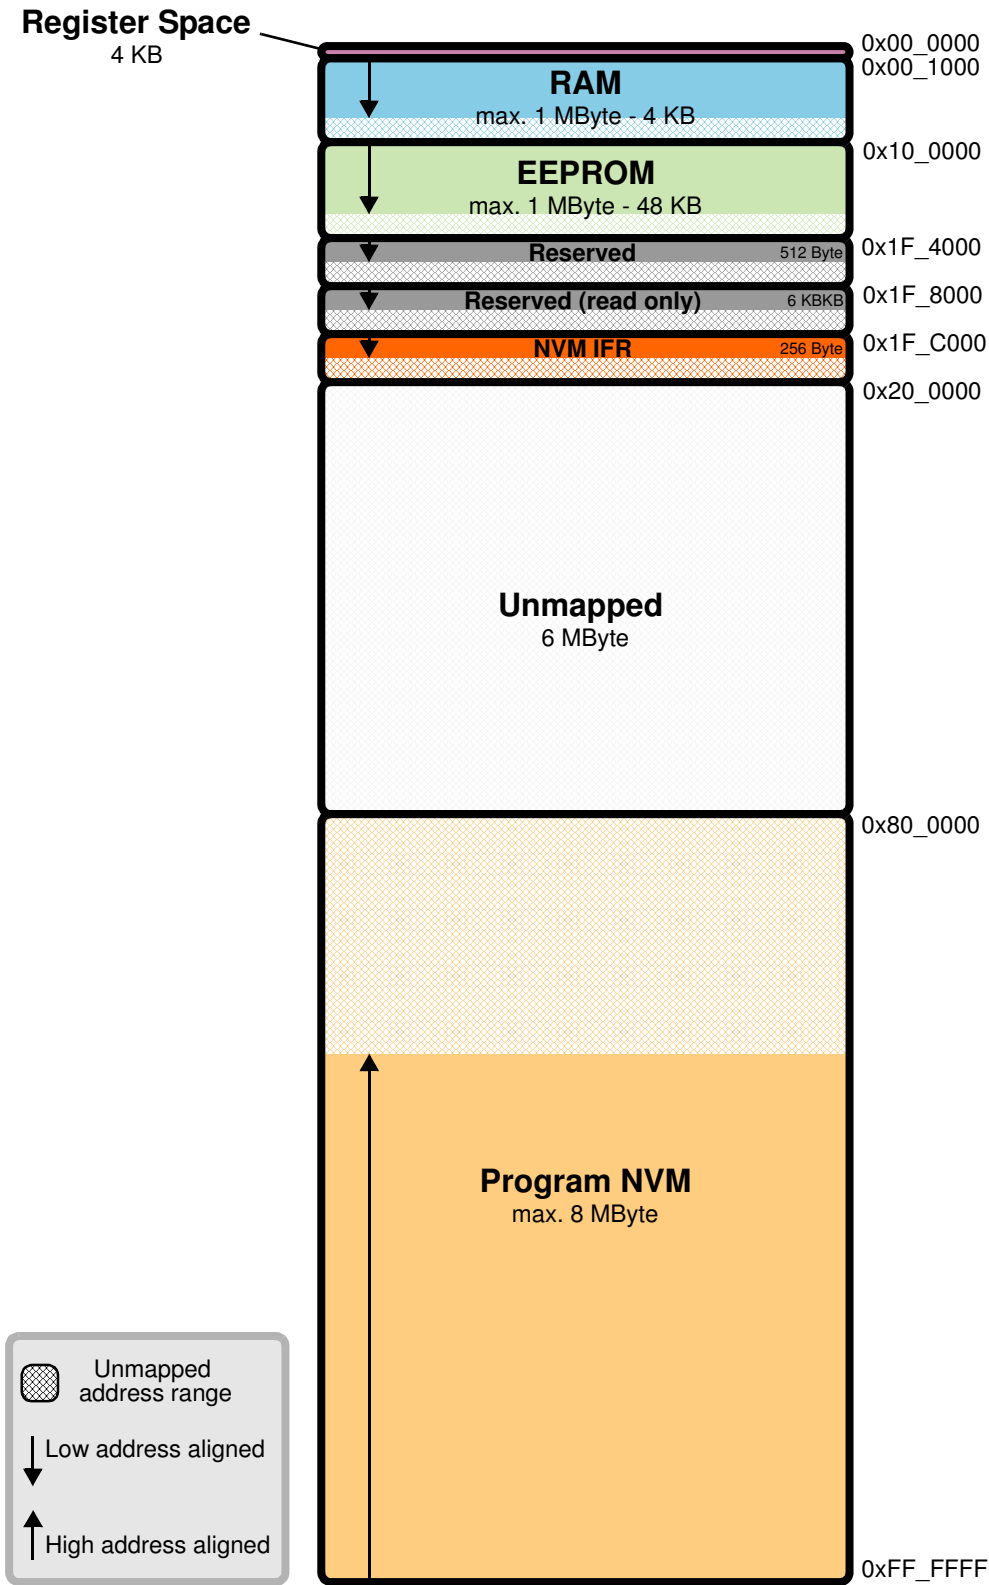 Register Space
4 KB
0x00_0000
0x00_1000
RAM
max. 1 MByte - 4 KB
0x10_0000
EEPROM
max. 1 MByte - 48 KB
0x1F_4000
Reserved 512 Byte
0x1F_8000
Reserved (read only) 6 KBKB
0x1F_C000
NVM IFR 256 Byte
0x20_0000
Unmapped
6 MByte
0x80_0000
Program NVM
max. 8 MByte
Unmapped
address range
Low address aligned
High address aligned
0xFF_FFFF